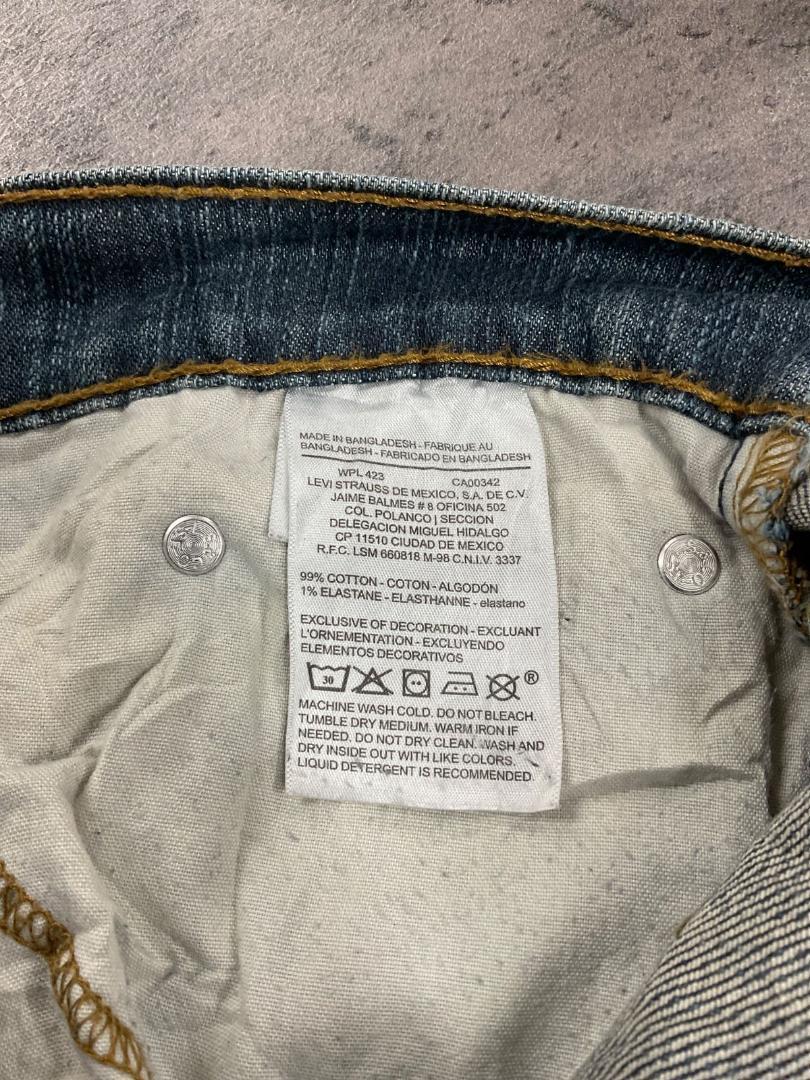 MADE IN BANGLADESH - FABRIQUE AU
BANGLADESH - FABRICADO EN BANGLADESH
WPL 423 CA00342
LEVI STRAUSS DE MEXICO, S.A. DE C.V.
JAIME BALMES # 8 OFICINA 502
COL. POLANCO | SECCION
DELEGACION MIGUEL HIDALGO
CP 11510 CIUDAD DE MEXICO
R.F.C. LSM 660818 M-98 C.N.I.V. 3337
99% COTTON - COTON - ALGODÓN
1% ELASTANE - ELASTHANNE - elastano
EXCLUSIVE OF DECORATION - EXCLUANT
L'ORNEMENTATION - EXCLUYENDO
ELEMENTOS DECORATIVOS
30 ®
MACHINE WASH COLD. DO NOT BLEACH.
TUMBLE DRY MEDIUM. WARM IRON IF
NEEDED. DO NOT DRY CLEAN. WASH AND
DRY INSIDE OUT WITH LIKE COLORS.
LIQUID DETERGENT IS RECOMMENDED.